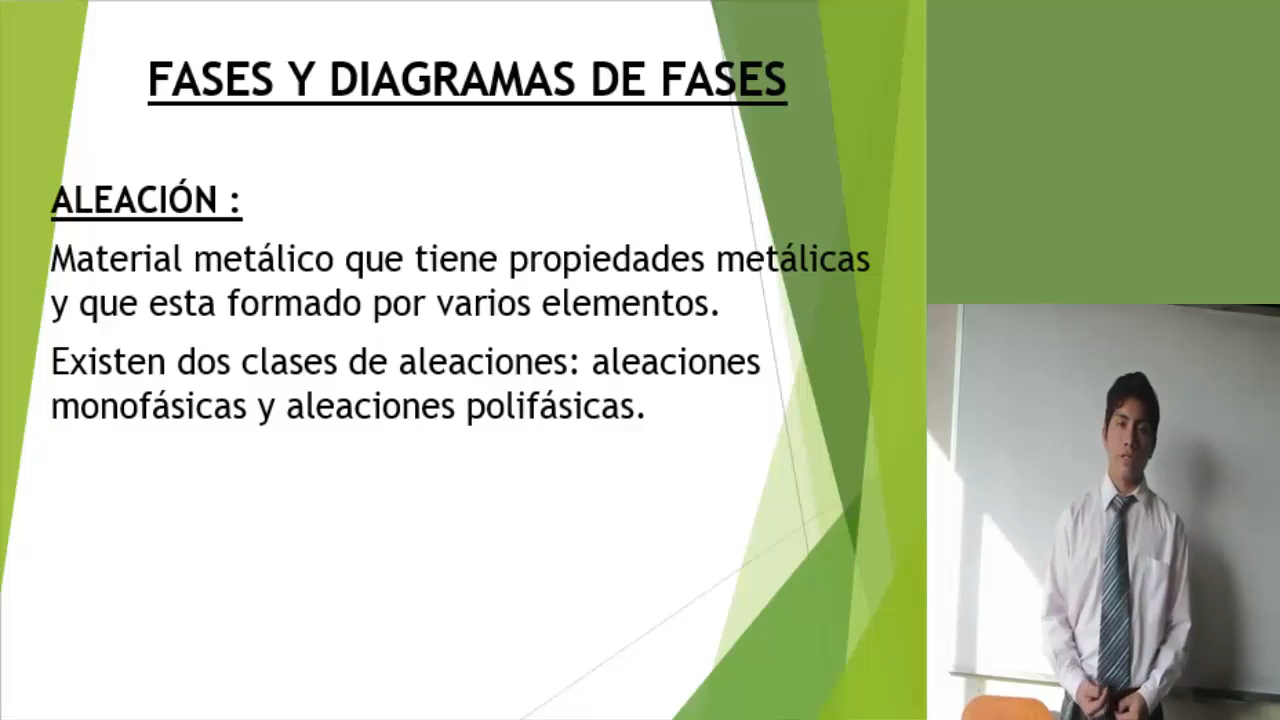 FASES Y DIAGRAMAS DE FASES
ALEACIÓN :
Material metálico que tiene propiedades metálicas
y que esta formado por varios elementos.
Existen dos clases de aleaciones: aleaciones
monofásicas y aleaciones polifásicas.